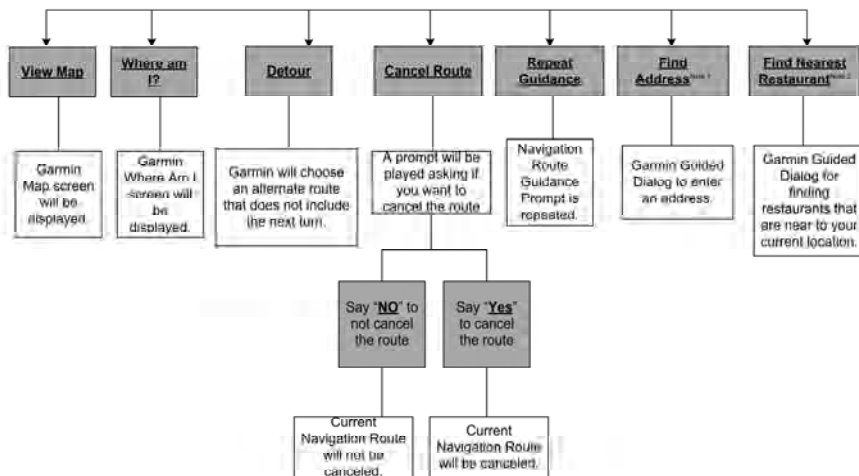 View Map
Where am
I?
Detour
Cancel Route
Repeat
Guidance
Find
Address Note 1
Find Nearest
Restaurant Note 2
Garmin
Map screen
will be
displayed.
Garmin
Where Am I
screen will
be
displayed.
Garmin will choose
an alternate route
that does not include
the next turn.
A prompt will be
played asking if
you want to
cancel the route
Navigation
Route
Guidance
Prompt is
repeated.
Garmin Guided
Dialog to enter
an address.
Garmin Guided
Dialog for
finding
restaurants that
are near to your
current location.
Say "NO" to
not cancel
the route
Say "Yes"
to cancel
the route
Current
Navigation Route
will not be
canceled.
Current
Navigation Route
will be canceled.